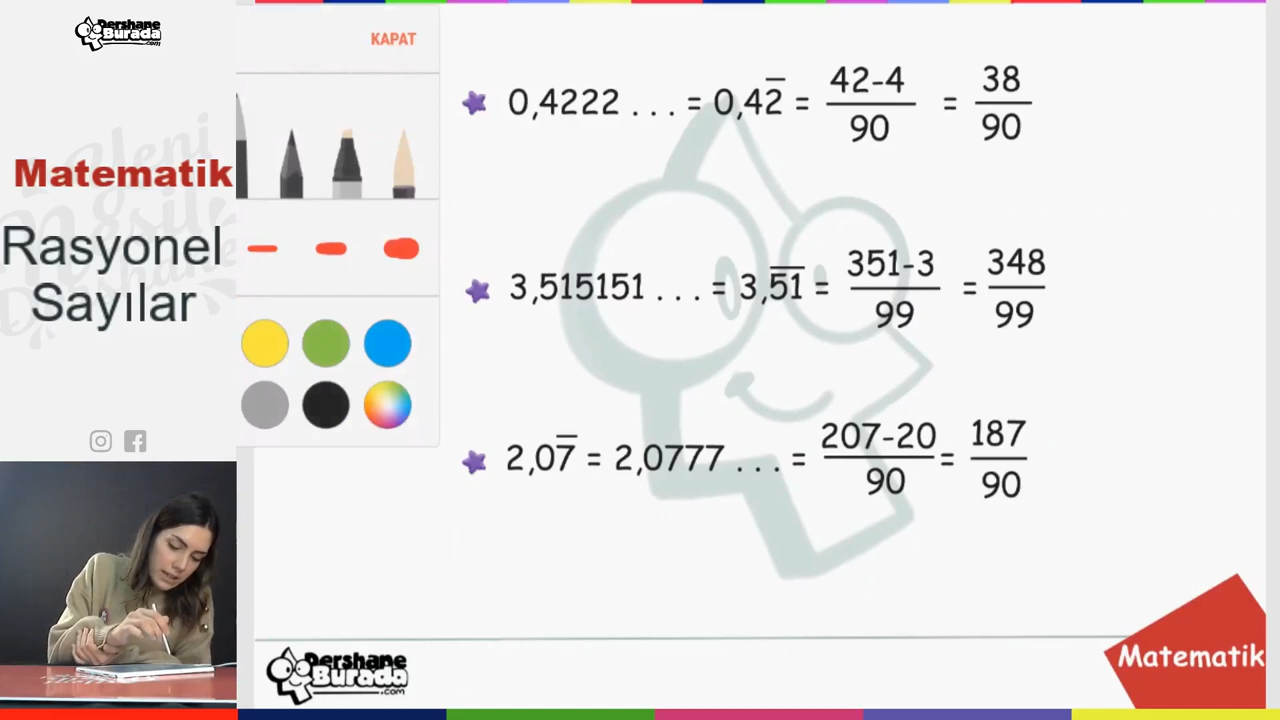 Dershane
Burada
.com
Matematik
Rasyonel
Sayılar
KAPAT
0,4222 . . . = 0,42̅ = 42-4/90 = 38/90
3,515151 . . . = 3,5̅1̅ = 351-3/99 = 348/99
2,07̅ = 2,0777 . . . = 207-20/90 = 187/90
Dershane
Burada
.com
Matematik